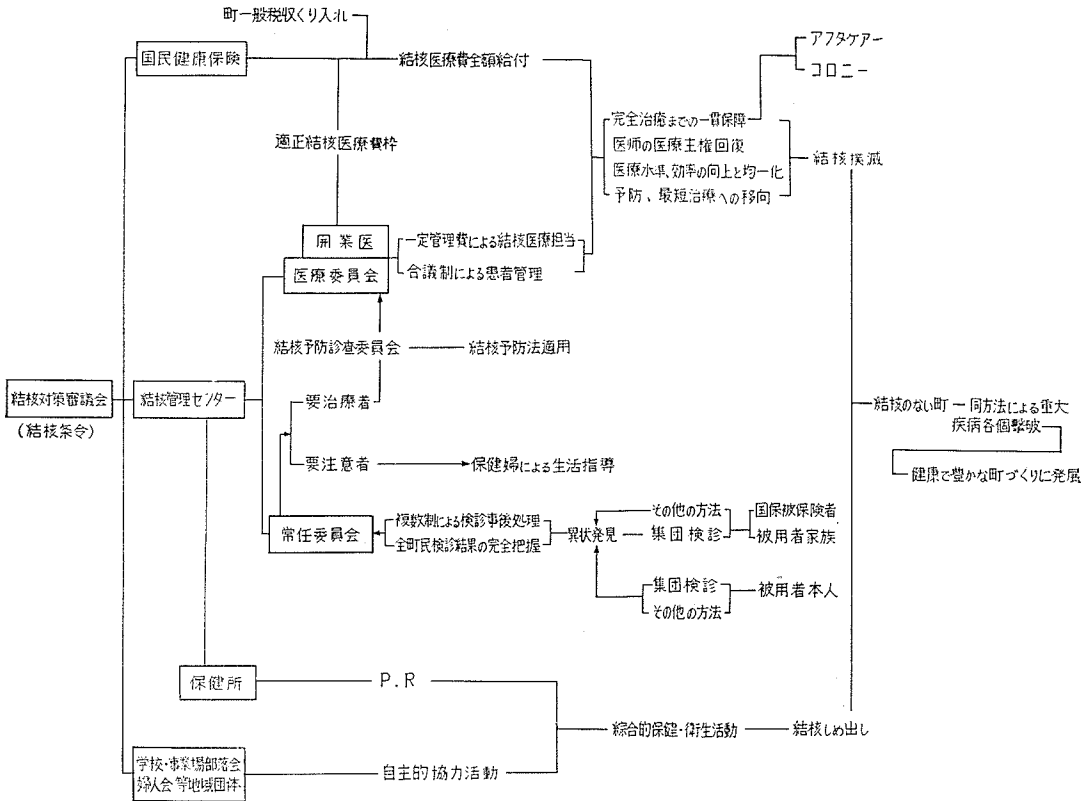 町一般税収くり入れ
国民健康保険
結核医療費全額給付
アフタケアー
コロニー
適正結核医療費枠
完全治癒までの一貫保障
医師の医療主権回復
医療水準、効率の向上と均一化
予防、最短治療への移向
結核撲滅
開業医
医療委員会
一定管理費による結核医療担当
合議制による患者管理
結核予防診査委員会
結核予防法適用
結核対策審議会
(結核条令)
結核管理センター
要治療者
要注意者
保健婦による生活指導
結核のない町
同方法による重大
疾病各個撃破
健康で豊かな町づくりに発展
常任委員会
複数制による検診事後処理
全町民検診結果の完全把握
異状発見
その他の方法
集団検診
国保被保険者
被用者家族
集団検診
その他の方法
被用者本人
保健所
P.R
綜合的保健・衛生活動
結核しめ出し
学校・事業場部落会
婦人会等地域団体
自主的協力活動